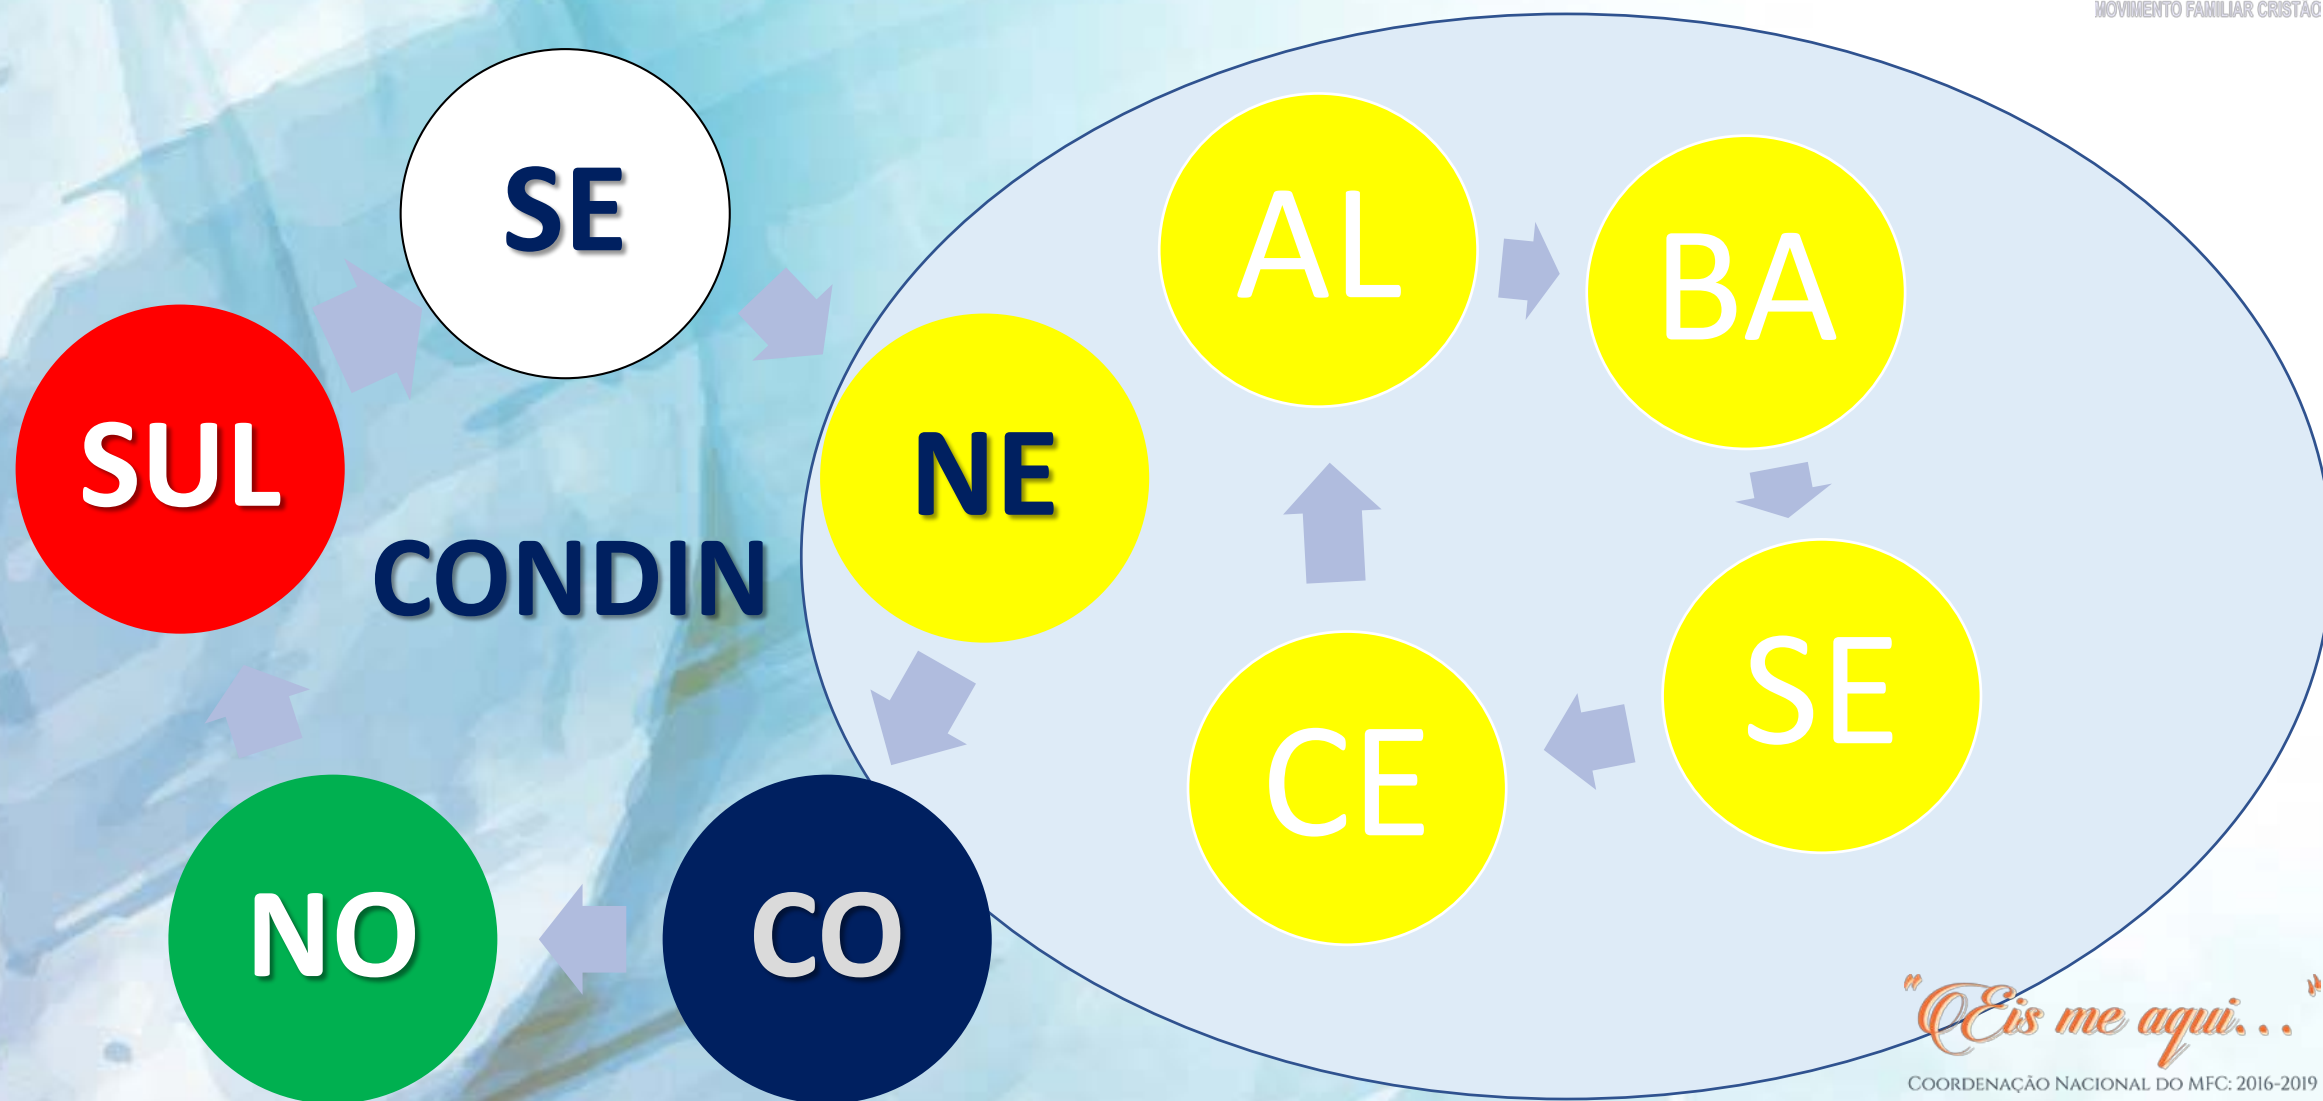 MOVIMENTO FAMILIAR CRISTÃO
SE
AL
BA
SUL
NE
CONDIN
SE
CE
NO
CO
"Eis me aqui..."
COORDENAÇÃO NACIONAL DO MFC: 2016-2019